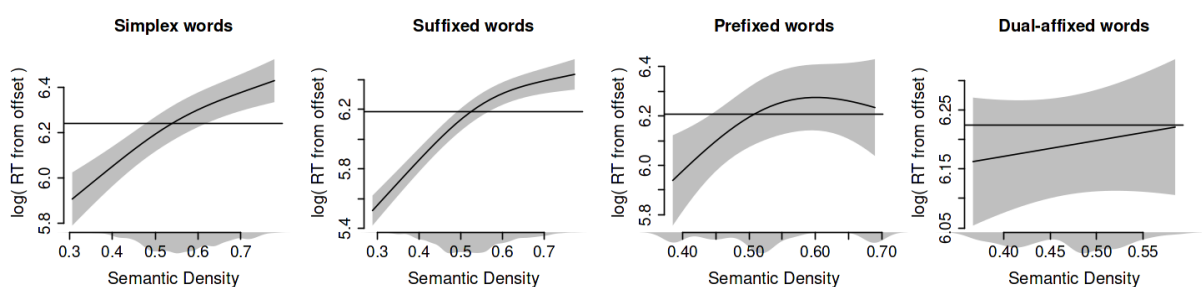 Simplex words
log( RT from offset )
5.8 6.0 6.2 6.4
0.3 0.4 0.5 0.6 0.7
Semantic Density
Suffixed words
log( RT from offset )
5.4 5.8 6.2
0.3 0.4 0.5 0.6 0.7
Semantic Density
Prefixed words
log( RT from offset )
5.8 6.0 6.2 6.4
0.40 0.50 0.60 0.70
Semantic Density
Dual-affixed words
log( RT from offset )
6.05 6.15 6.25
0.40 0.45 0.50 0.55
Semantic Density